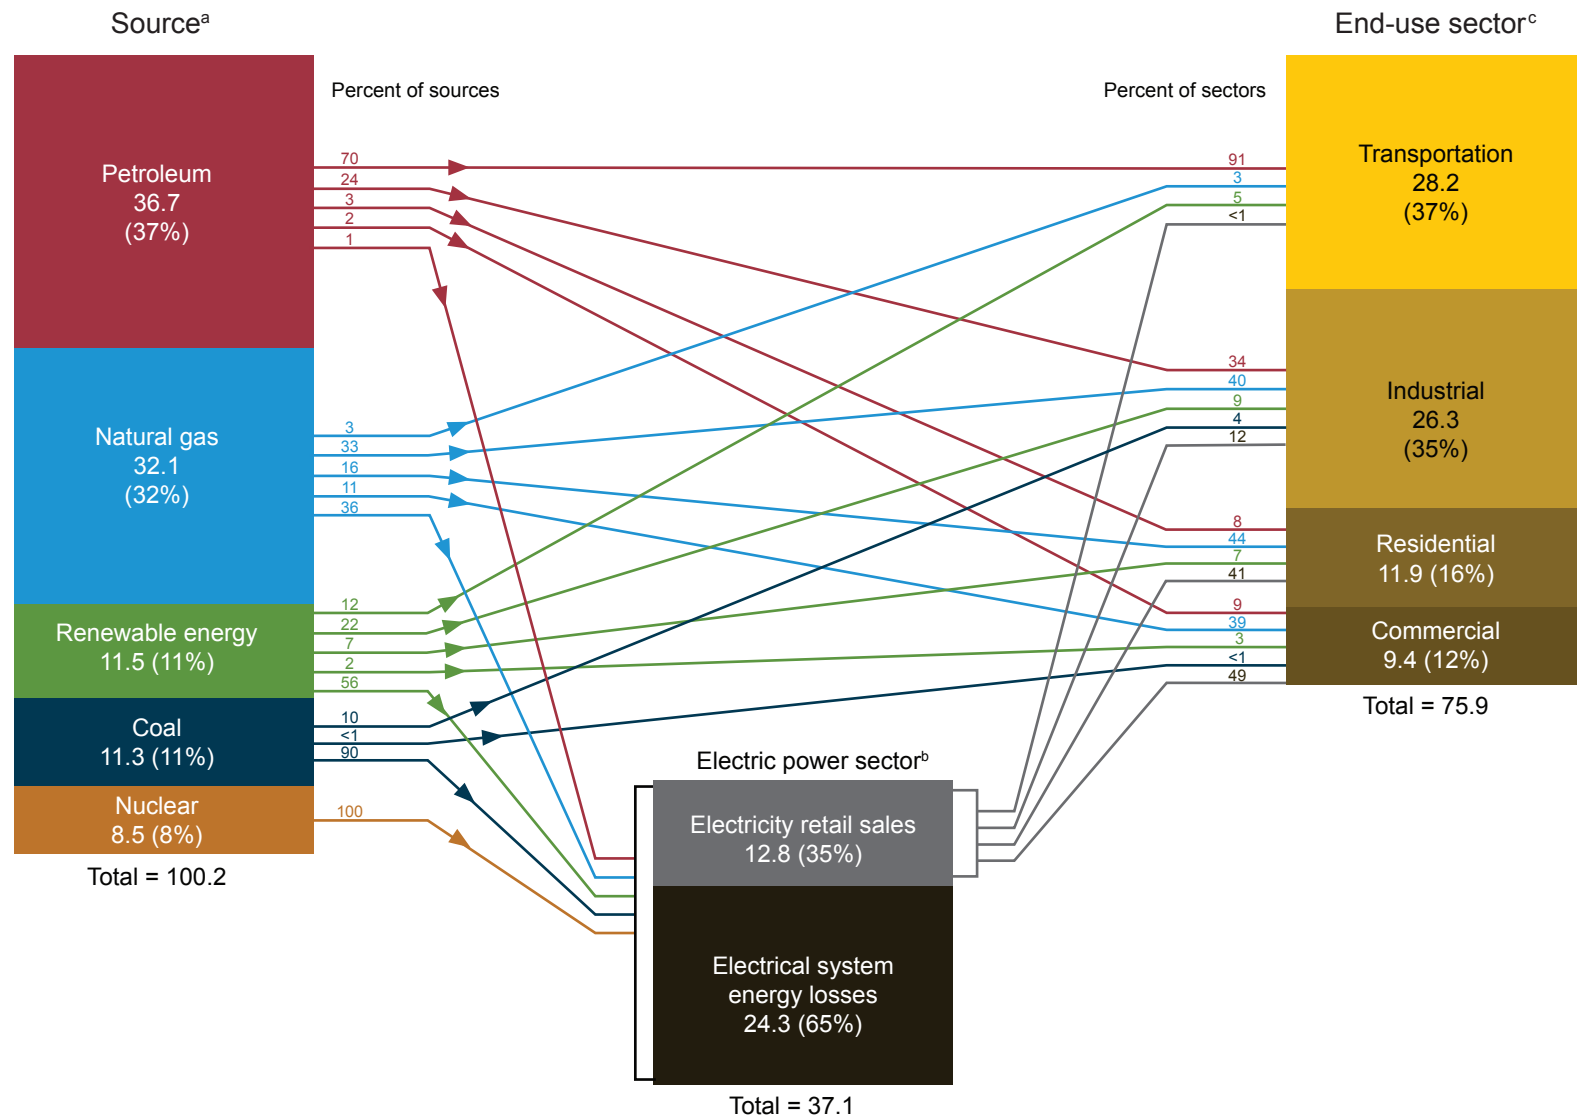 Sourceᵃ
End-use sectorᶜ
Percent of sources
Percent of sectors
Petroleum
36.7
(37%)
70
24
3
2
1
Natural gas
32.1
(32%)
3
33
16
11
36
Renewable energy
11.5 (11%)
12
22
7
2
56
Coal
11.3 (11%)
10
<1
90
Nuclear
8.5 (8%)
100
Total = 100.2
91
3
5
<1
Transportation
28.2
(37%)
34
40
9
4
12
Industrial
26.3
(35%)
8
44
7
41
Residential
11.9 (16%)
9
39
3
<1
49
Commercial
9.4 (12%)
Total = 75.9
Electric power sectorᵇ
Electricity retail sales
12.8 (35%)
Electrical system
energy losses
24.3 (65%)
Total = 37.1